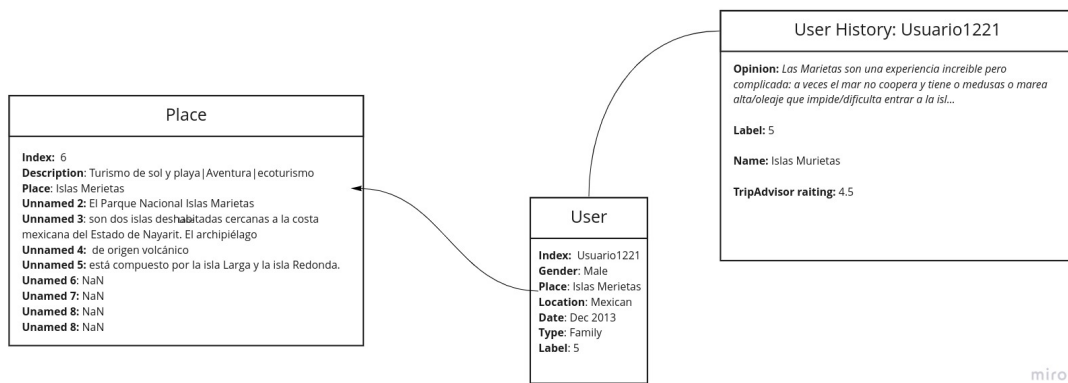 Place
Index: 6
Description: Turismo de sol y playa|Aventura|ecoturismo
Place: Islas Merietas
Unnamed 2: El Parque Nacional Islas Marietas
Unnamed 3: son dos islas deshabitadas cercanas a la costa
mexicana del Estado de Nayarit. El archipiélago
Unnamed 4: de origen volcánico
Unnamed 5: está compuesto por la isla Larga y la isla Redonda.
Unamed 6: NaN
Unamed 7: NaN
Unamed 8: NaN
Unamed 8: NaN
User
Index: Usuario1221
Gender: Male
Place: Islas Merietas
Location: Mexican
Date: Dec 2013
Type: Family
Label: 5
User History: Usuario1221
Opinion: Las Marietas son una experiencia increible pero
complicada: a veces el mar no coopera y tiene o medusas o marea
alta/oleaje que impide/dificulta entrar a la isl...
Label: 5
Name: Islas Murietas
TripAdvisor raiting: 4.5
miro